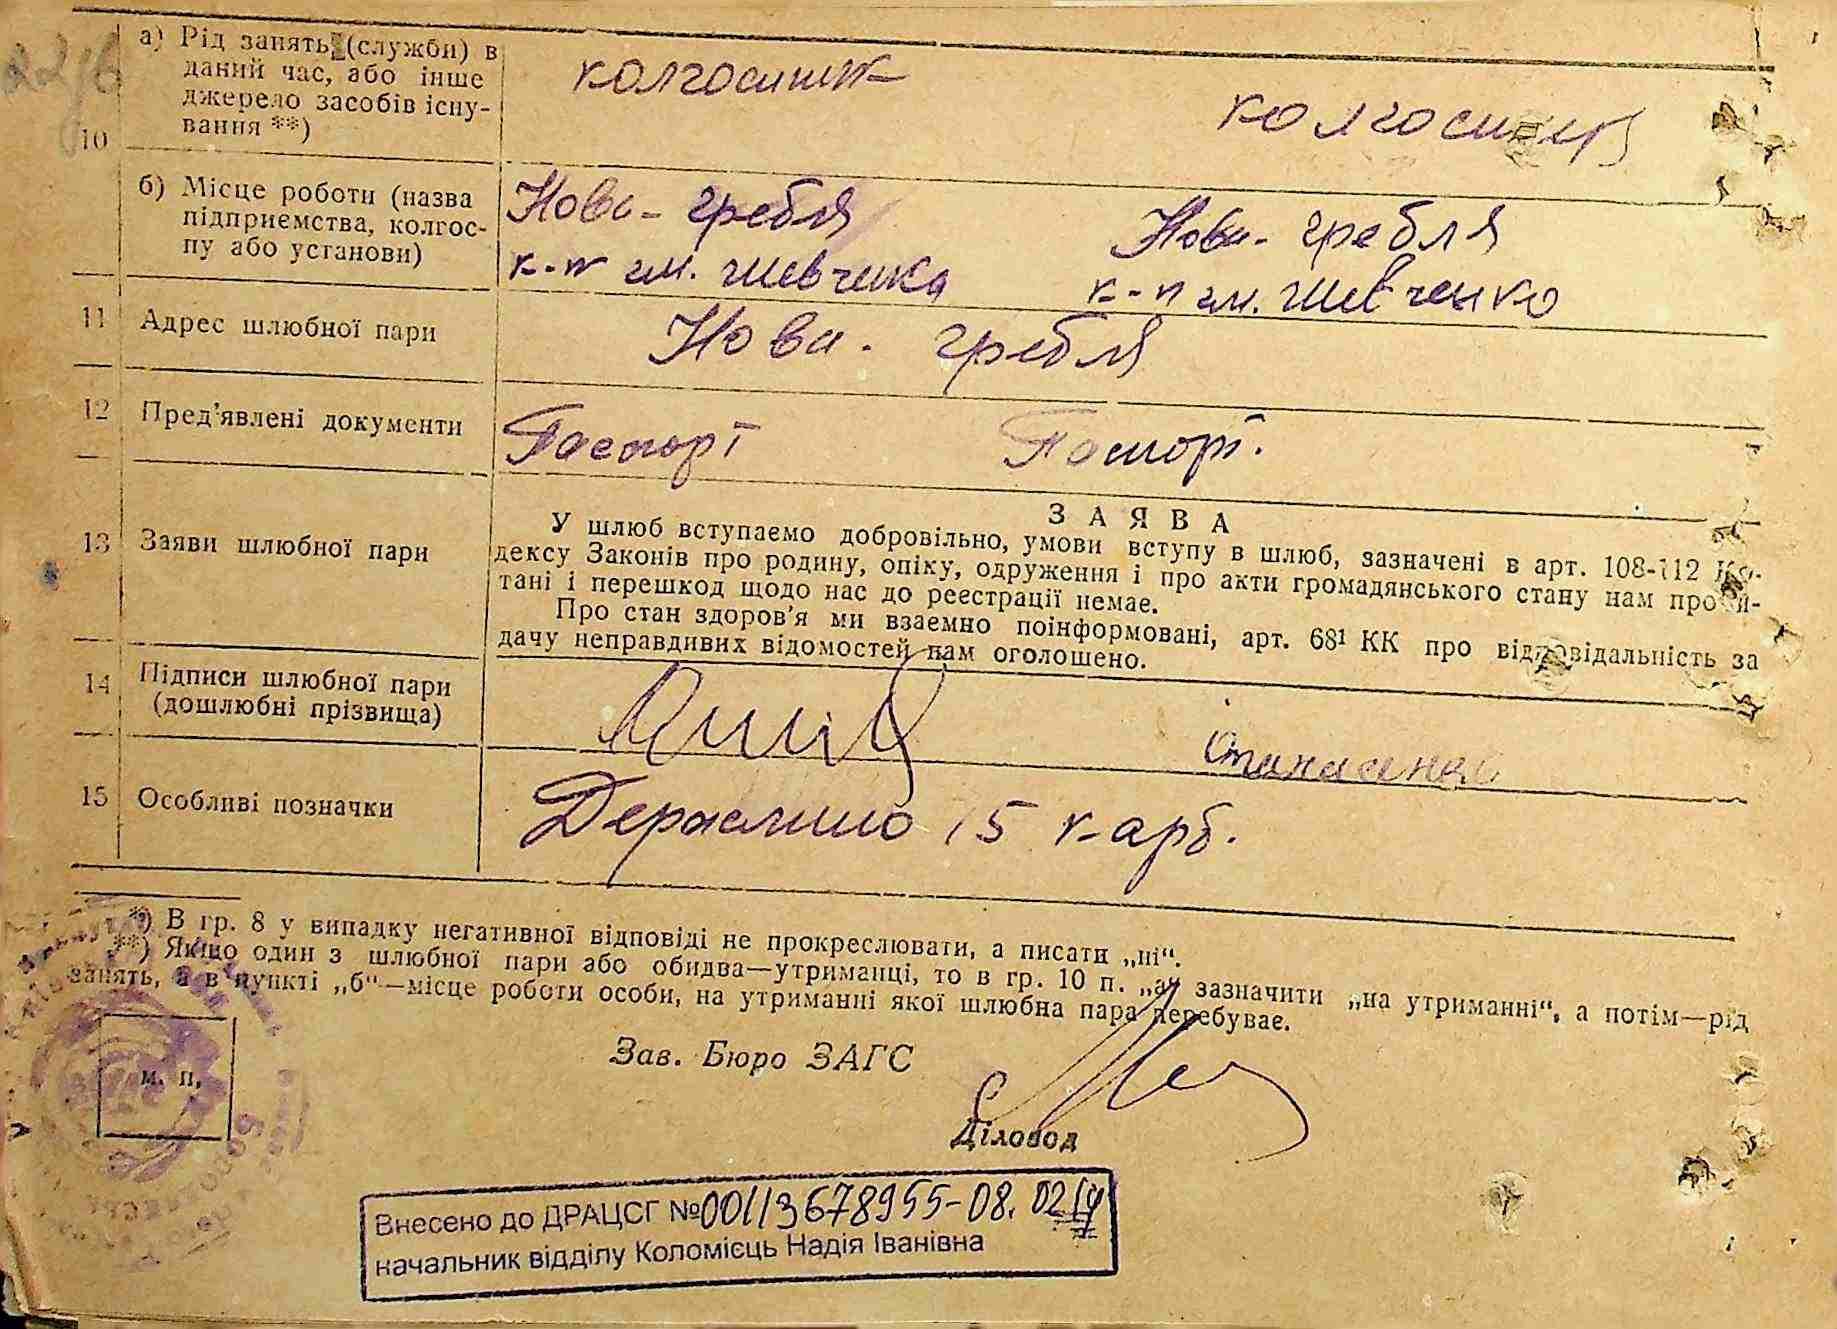 а) Рід занять (служби) в
даний час, або інше
джерело засобів існу-
вання **)
10
колгоспник
колгоспниця
б) Місце роботи (назва
підприємства, колгос-
пу або установи)
Нова-гребля
к-п ім. Шевченка
Нова-гребля
к-п ім. Шевченко
11 Адрес шлюбної пари
Нова-гребля
12 Пред'явлені документи
Паспорт
Паспорт.
13 Заяви шлюбної пари
ЗАЯВА
У шлюб вступаємо добровільно, умови вступу в шлюб, зазначені в арт. 108-112 Ко-
дексу Законів про родину, опіку, одруження і про акти громадянського стану нам прочи-
тані і перешкод щодо нас до реєстрації немає.
Про стан здоров'я ми взаємно поінформовані, арт. 68¹ КК про відповідальність за
дачу неправдивих відомостей нам оголошено.
14 Підписи шлюбної пари
(дошлюбні прізвища)
15 Особливі позначки
Держмито 15 карб.
*) В гр. 8 у випадку негативної відповіді не прокреслювати, а писати „ні“.
**) Якщо один з шлюбної пари або обидва—утриманці, то в гр. 10 п. „а“ зазначити „на утриманні“, а потім—рід
занять, а в пункті „б“—місце роботи особи, на утриманні якої шлюбна пара перебуває.
м. п.
Зав. Бюро ЗАГС
Діловод
Внесено до ДРАЦСГ №00113678955-08.02.
начальник відділу Коломієць Надія Іванівна